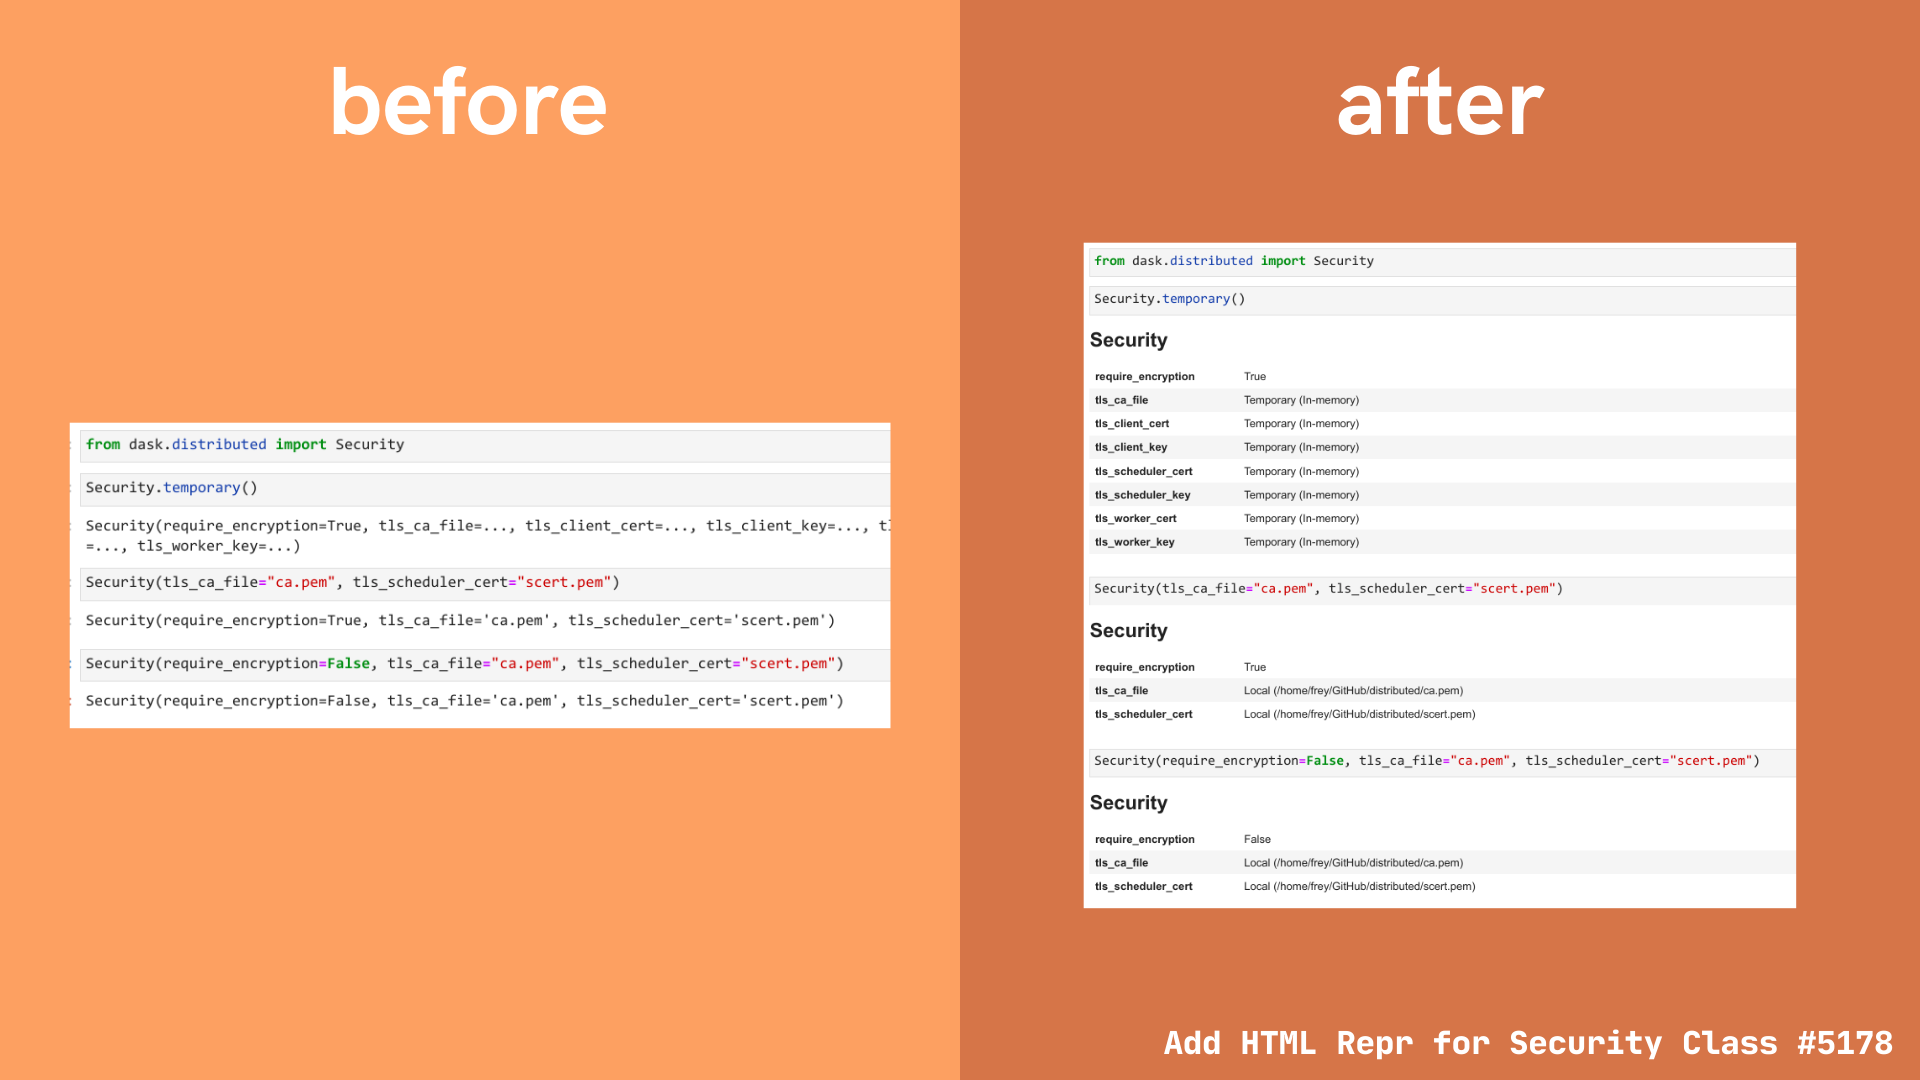 before
from dask.distributed import Security
Security.temporary()
Security(require_encryption=True, tls_ca_file=..., tls_client_cert=..., tls_client_key=...,
=..., tls_worker_key=...)
Security(tls_ca_file="ca.pem", tls_scheduler_cert="scert.pem")
Security(require_encryption=True, tls_ca_file='ca.pem', tls_scheduler_cert='scert.pem')
Security(require_encryption=False, tls_ca_file="ca.pem", tls_scheduler_cert="scert.pem")
Security(require_encryption=False, tls_ca_file='ca.pem', tls_scheduler_cert='scert.pem')
after
from dask.distributed import Security
Security.temporary()
Security
require_encryption True
tls_ca_file Temporary (In-memory)
tls_client_cert Temporary (In-memory)
tls_client_key Temporary (In-memory)
tls_scheduler_cert Temporary (In-memory)
tls_scheduler_key Temporary (In-memory)
tls_worker_cert Temporary (In-memory)
tls_worker_key Temporary (In-memory)
Security(tls_ca_file="ca.pem", tls_scheduler_cert="scert.pem")
Security
require_encryption True
tls_ca_file Local (/home/frey/GitHub/distributed/ca.pem)
tls_scheduler_cert Local (/home/frey/GitHub/distributed/scert.pem)
Security(require_encryption=False, tls_ca_file="ca.pem", tls_scheduler_cert="scert.pem")
Security
require_encryption False
tls_ca_file Local (/home/frey/GitHub/distributed/ca.pem)
tls_scheduler_cert Local (/home/frey/GitHub/distributed/scert.pem)
Add HTML Repr for Security Class #5178